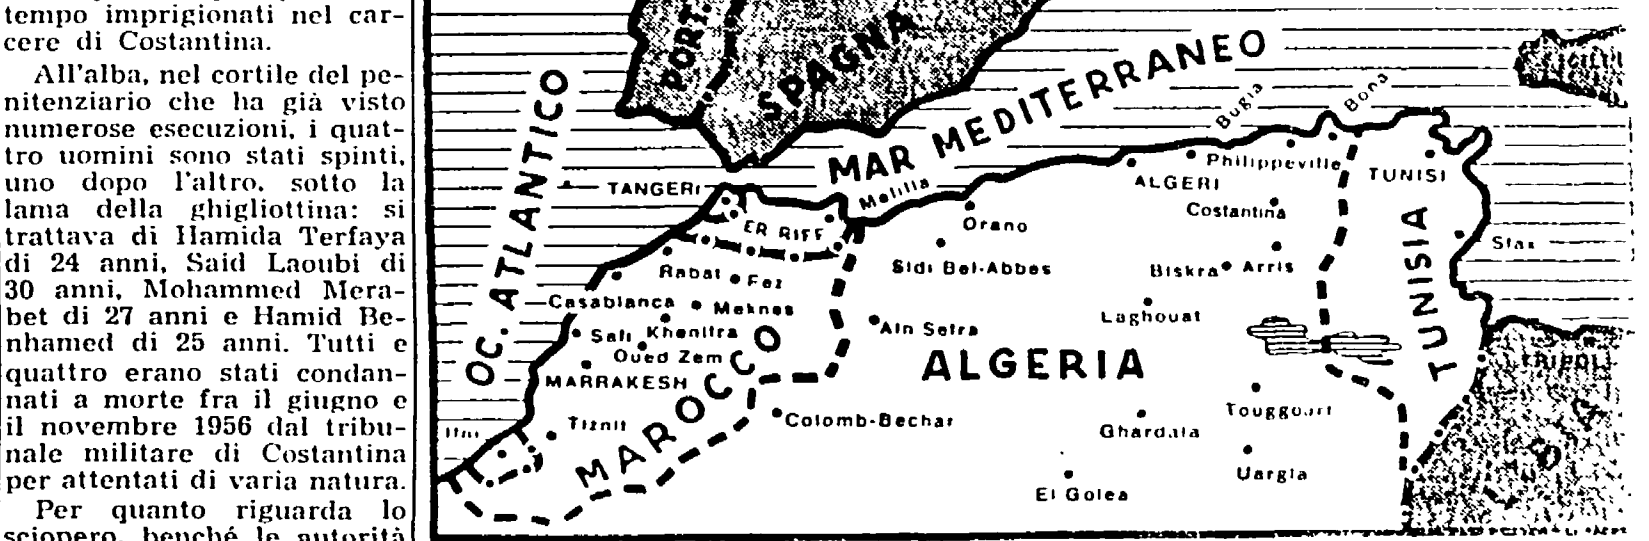 tempo imprigionati nel car-
cere di Costantina.
All'alba, nel cortile del pe-
nitenziario che ha già visto
numerose esecuzioni, i quat-
tro uomini sono stati spinti,
uno dopo l'altro, sotto la
lama della ghigliottina: si
trattava di Hamida Terfaya
di 24 anni, Said Laoubi di
30 anni, Mohammed Mera-
bet di 27 anni e Hamid Be-
nhamed di 25 anni. Tutti e
quattro erano stati condan-
nati a morte fra il giugno e
il novembre 1956 dal tribu-
nale militare di Costantina
per attentati di varia natura.
Per quanto riguarda lo
sciopero, benché le autorità
PORT.
SPAGNA
MAR MEDITERRANEO
OC. ATLANTICO
SICILIA
Bugia
Bona
TANGERI
Melilla
Philippeville
TUNISI
ALGERI
Costantina
ER RIFF
Orano
Sfax
Rabat
Fez
Sidi Bel-Abbes
Biskra
Arris
Casablanca
Meknes
Laghouat
Safi
Khenitra
Ain Sefra
Oued Zem
MARRAKESH
MAROCCO
ALGERIA
TUNISIA
TRIPOLI
Ifni
Tiznit
Colomb-Bechar
Touggourt
Ghardaia
Uargla
El Golea